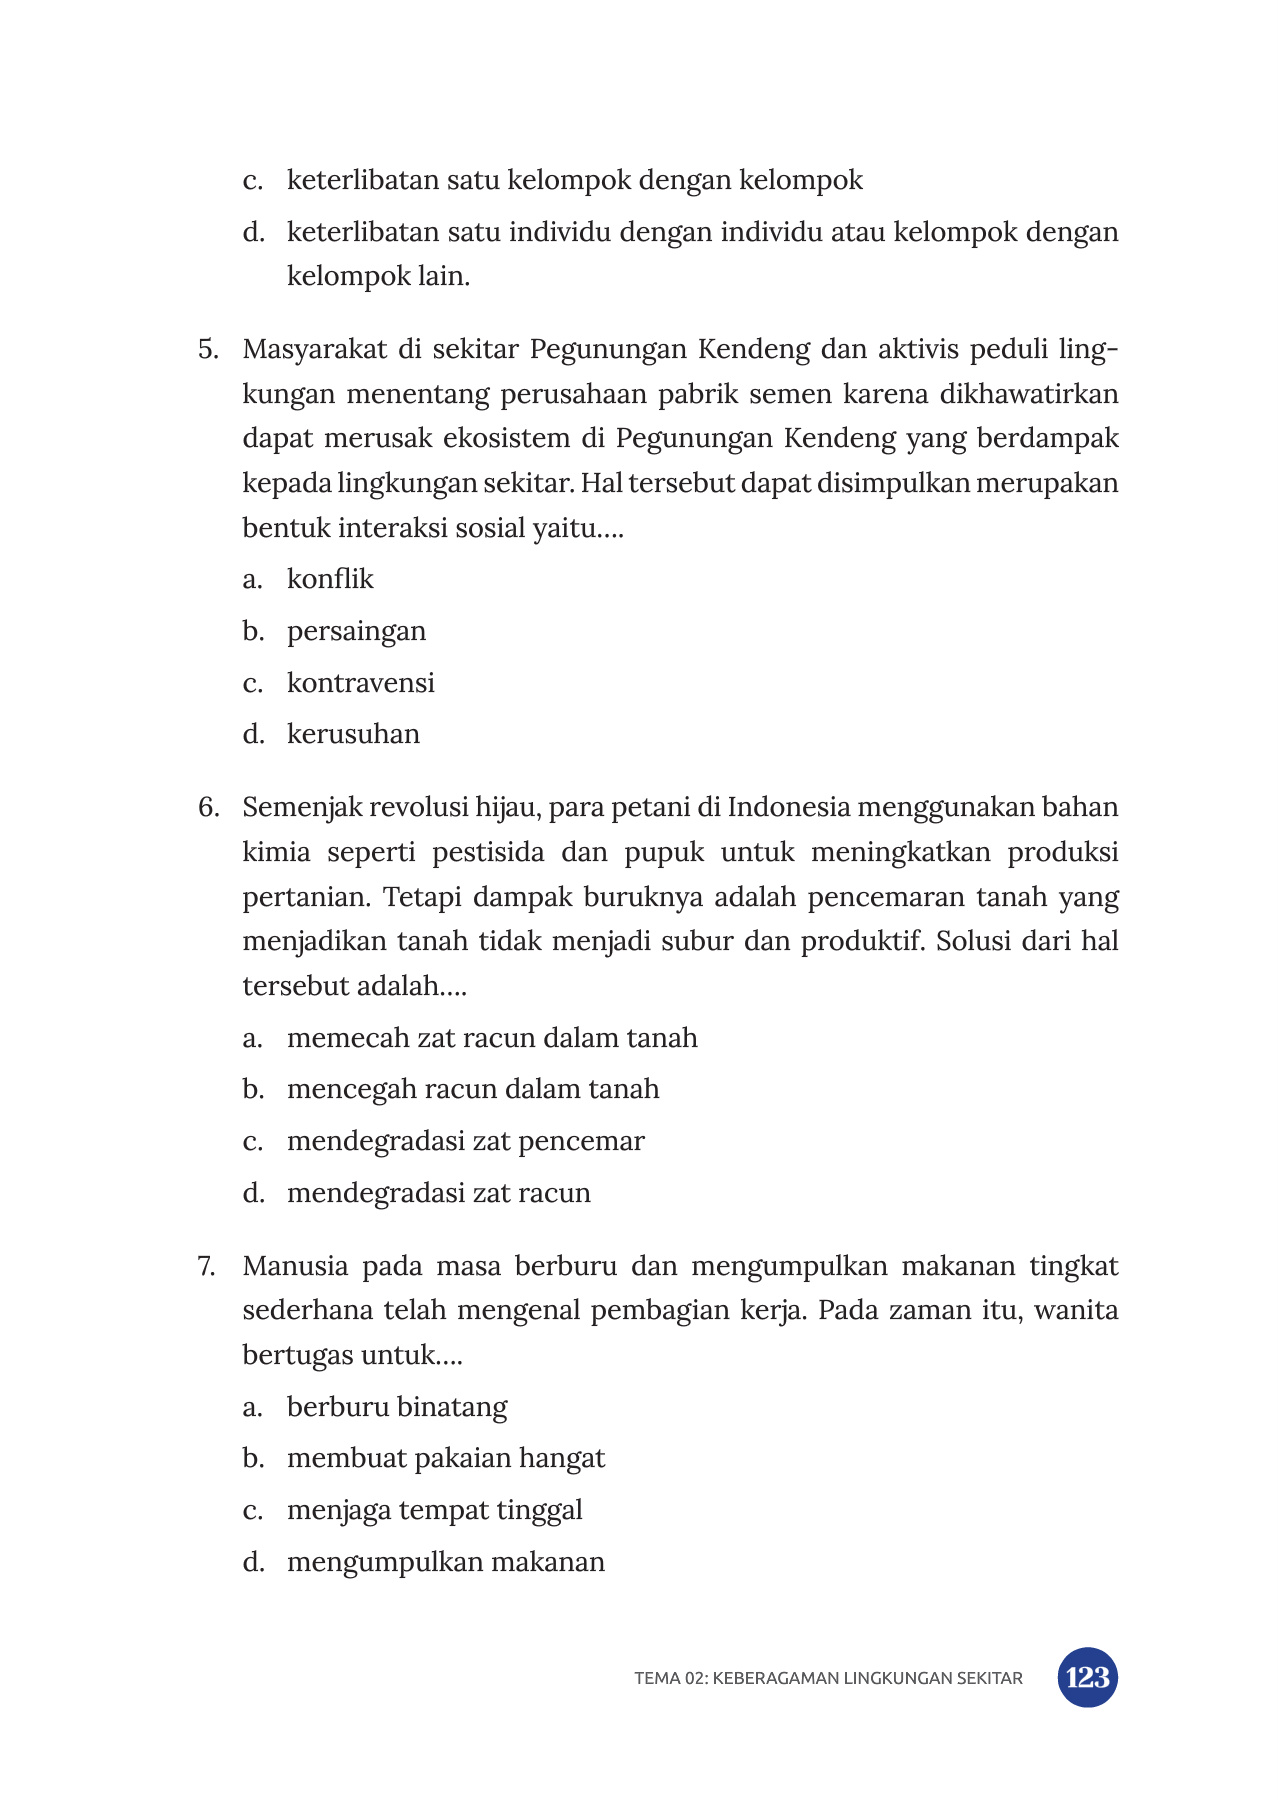 c. keterlibatan satu kelompok dengan kelompok
d. keterlibatan satu individu dengan individu atau kelompok dengan
kelompok lain.
5. Masyarakat di sekitar Pegunungan Kendeng dan aktivis peduli ling-
kungan menentang perusahaan pabrik semen karena dikhawatirkan
dapat merusak ekosistem di Pegunungan Kendeng yang berdampak
kepada lingkungan sekitar. Hal tersebut dapat disimpulkan merupakan
bentuk interaksi sosial yaitu....
a. konflik
b. persaingan
c. kontravensi
d. kerusuhan
6. Semenjak revolusi hijau, para petani di Indonesia menggunakan bahan
kimia seperti pestisida dan pupuk untuk meningkatkan produksi
pertanian. Tetapi dampak buruknya adalah pencemaran tanah yang
menjadikan tanah tidak menjadi subur dan produktif. Solusi dari hal
tersebut adalah....
a. memecah zat racun dalam tanah
b. mencegah racun dalam tanah
c. mendegradasi zat pencemar
d. mendegradasi zat racun
7. Manusia pada masa berburu dan mengumpulkan makanan tingkat
sederhana telah mengenal pembagian kerja. Pada zaman itu, wanita
bertugas untuk....
a. berburu binatang
b. membuat pakaian hangat
c. menjaga tempat tinggal
d. mengumpulkan makanan
TEMA 02: KEBERAGAMAN LINGKUNGAN SEKITAR 123